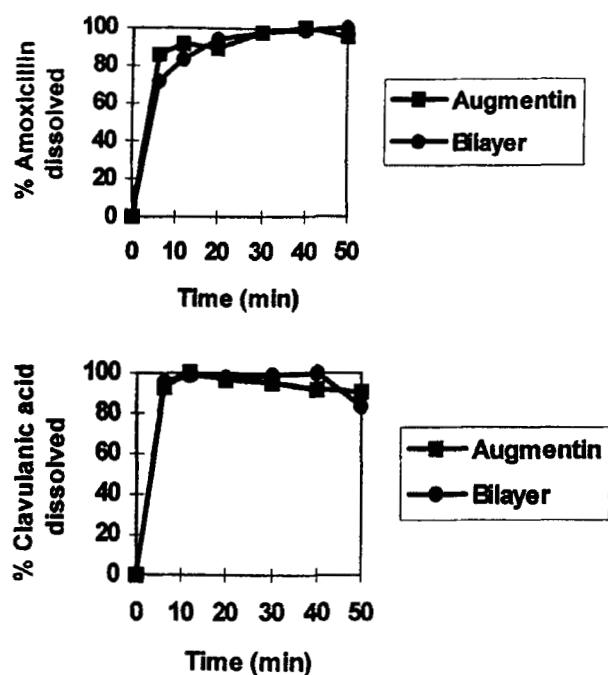 % Amoxicillin
dissolved
100
80
60
40
20
0
0 10 20 30 40 50
Time (min)
Augmentin
Bilayer
% Clavulanic acid
dissolved
100
80
60
40
20
0
0 10 20 30 40 50
Time (min)
Augmentin
Bilayer